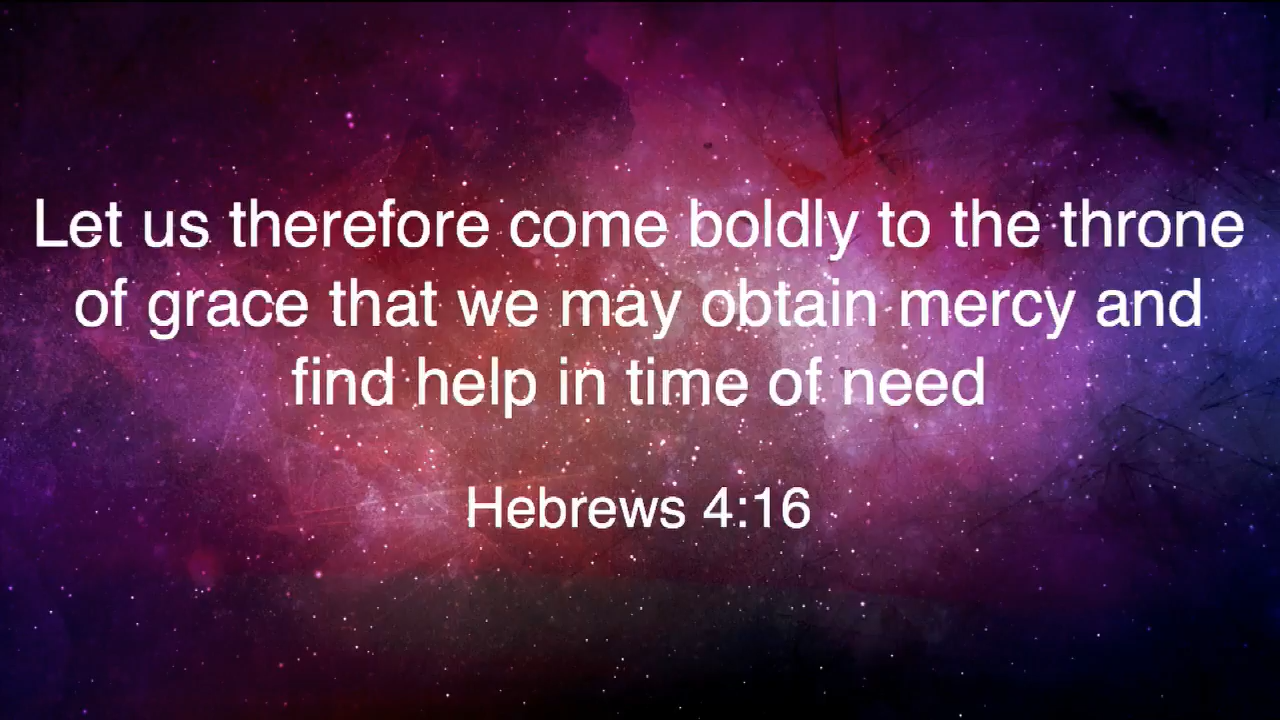 Let us therefore come boldly to the throne
of grace that we may obtain mercy and
find help in time of need
Hebrews 4:16